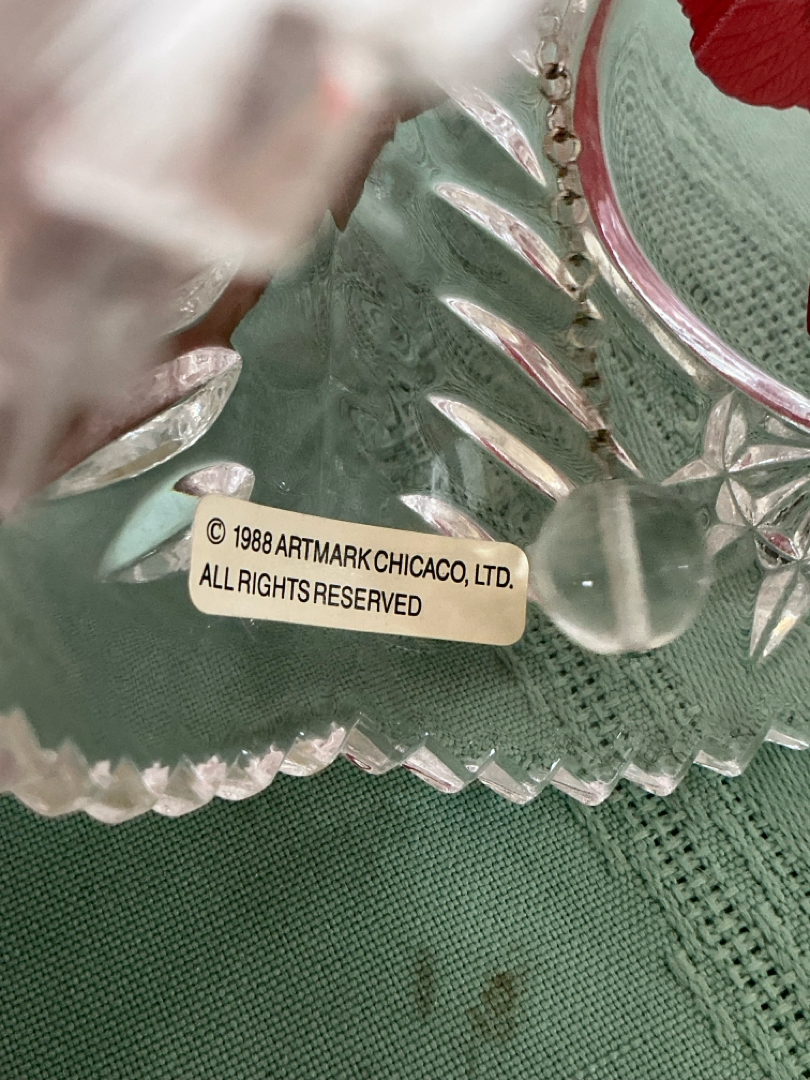 © 1988 ARTMARK CHICACO, LTD.
ALL RIGHTS RESERVED